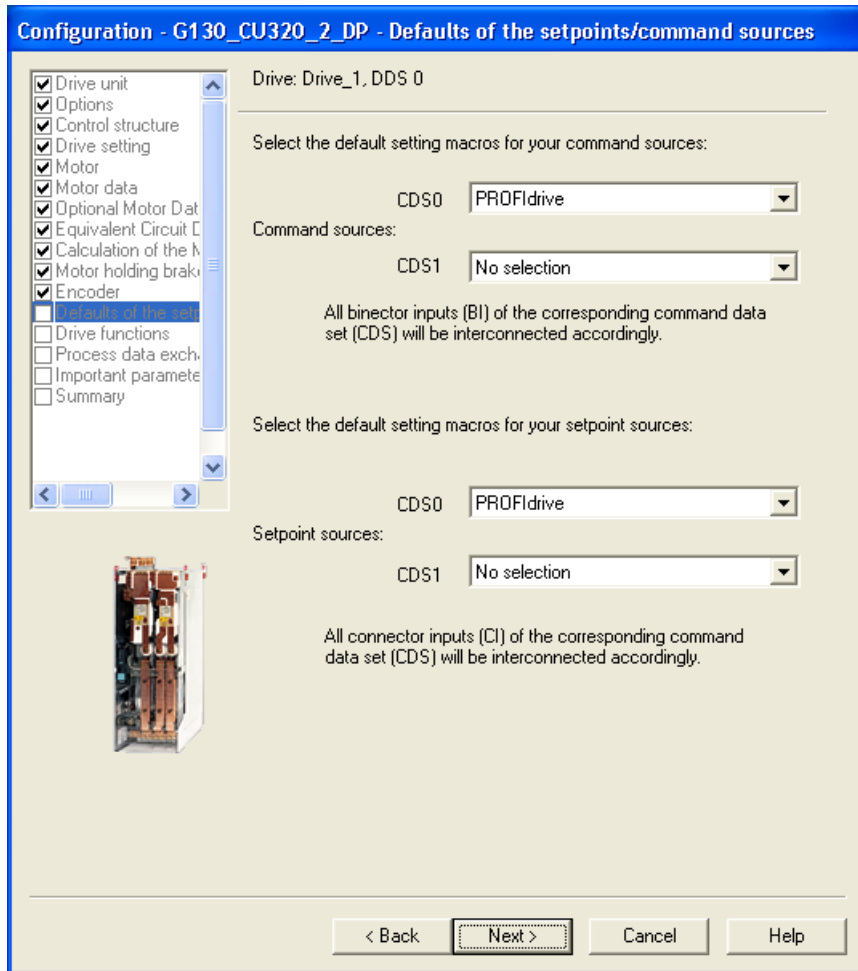 Configuration - G130_CU320_2_DP - Defaults of the setpoints/command sources
Drive unit
Options
Control structure
Drive setting
Motor
Motor data
Optional Motor Dat
Equivalent Circuit D
Calculation of the M
Motor holding brake
Encoder
Defaults of the setp
Drive functions
Process data exch
Important paramete
Summary
Drive: Drive_1, DDS 0
Select the default setting macros for your command sources:
CDS0 PROFIdrive
Command sources:
CDS1 No selection
All binector inputs (BI) of the corresponding command data
set (CDS) will be interconnected accordingly.
Select the default setting macros for your setpoint sources:
CDS0 PROFIdrive
Setpoint sources:
CDS1 No selection
All connector inputs (CI) of the corresponding command
data set (CDS) will be interconnected accordingly.
< Back Next > Cancel Help